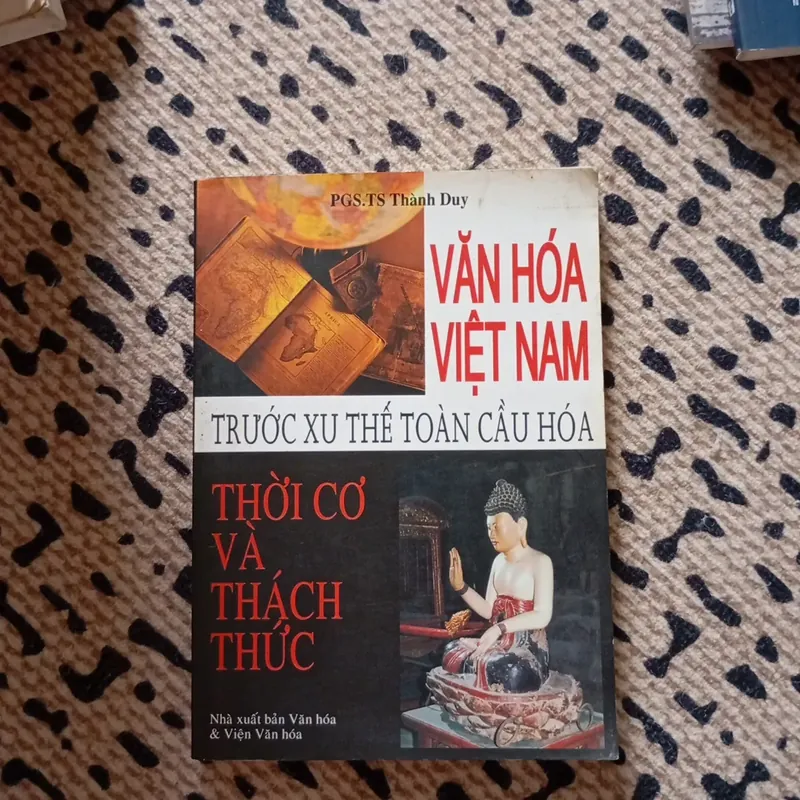 PGS.TS Thành Duy
VĂN HÓA
VIỆT NAM
TRƯỚC XU THẾ TOÀN CẦU HÓA
THỜI CƠ
VÀ
THÁCH
THỨC
Nhà xuất bản Văn hóa
& Viện Văn hóa